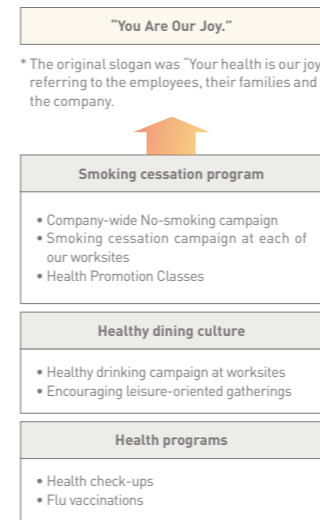 “You Are Our Joy.”
* The original slogan was “Your health is our joy
referring to the employees, their families and
the company.
Smoking cessation program
• Company-wide No-smoking campaign
• Smoking cessation campaign at each of
our worksites
• Health Promotion Classes
Healthy dining culture
• Healthy drinking campaign at worksites
• Encouraging leisure-oriented gatherings
Health programs
• Health check-ups
• Flu vaccinations